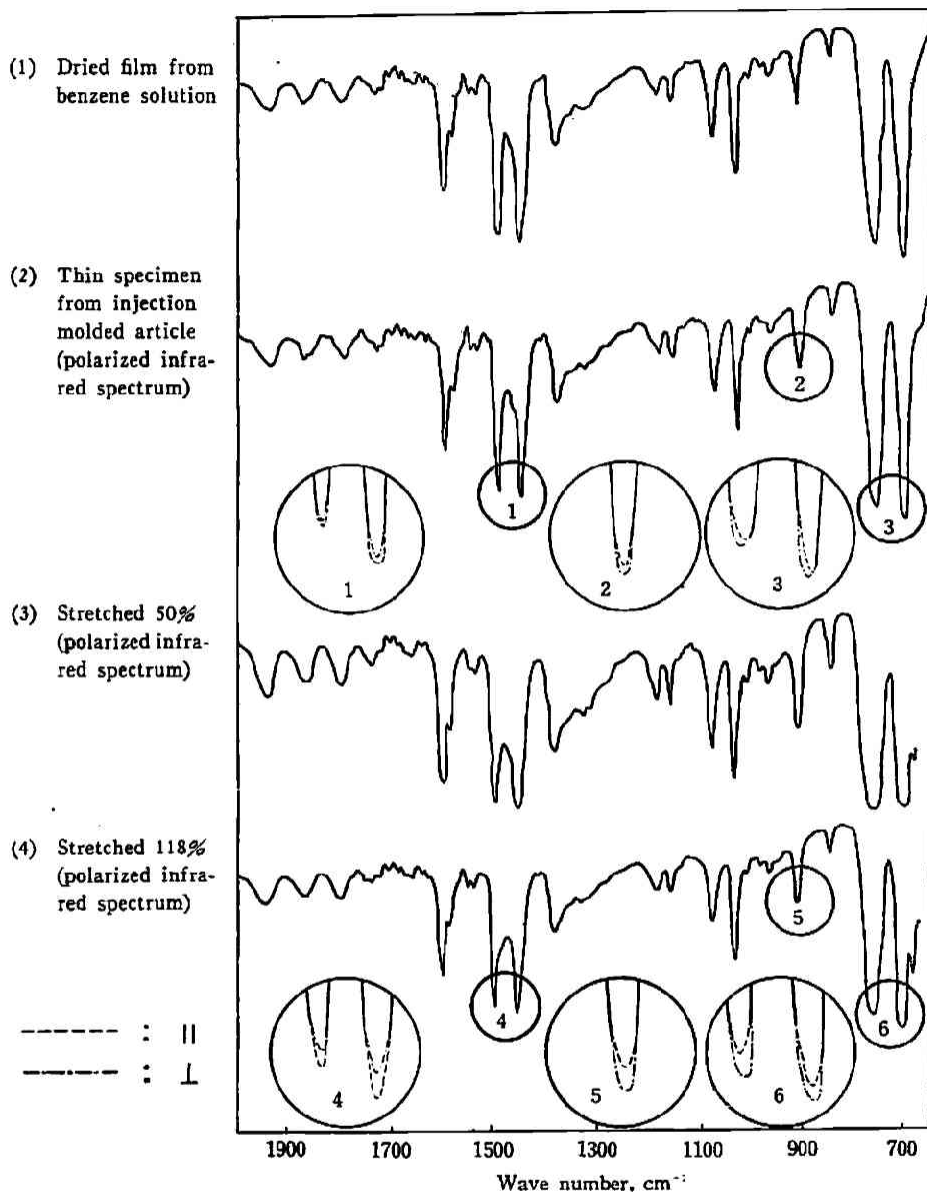 (1) Dried film from
benzene solution
(2) Thin specimen
from injection
molded article
(polarized infra-
red spectrum)
2
1
3
1
2
3
(3) Stretched 50%
(polarized infra-
red spectrum)
(4) Stretched 118%
(polarized infra-
red spectrum)
5
4
6
: ||
: ⊥
4
5
6
1900 1700 1500 1300 1100 900 700
Wave number, cm⁻¹